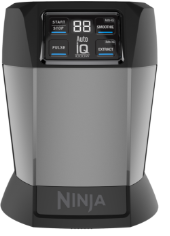 START
STOP
PULSE
88
Auto
IQ
SMOOTHIE
EXTRACT
NINJA